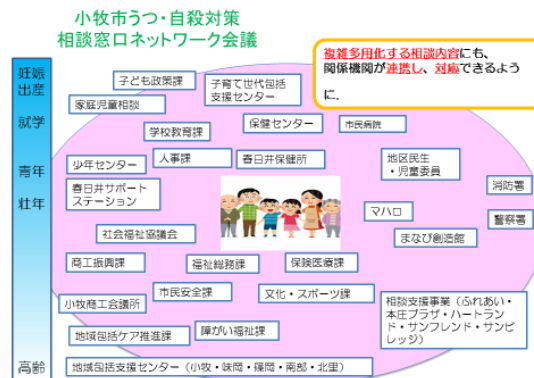 小牧市うつ・自殺対策
相談窓口ネットワーク会議
複雑多用化する相談内容にも、
関係機関が連携し、対応できるよう
に.
妊娠
出産
就学
青年
壮年
高齢
子ども政策課
子育て世代包括
支援センター
家庭児童相談
学校教育課
保健センター
市民病院
少年センター
人事課
春日井保健所
地区民生
・児童委員
春日井サポート
ステーション
消防署
マハロ
警察署
社会福祉協議会
まなび創造館
商工振興課
福祉総務課
保険医療課
小牧商工会議所
市民安全課
文化・スポーツ課
相談支援事業（ふれあい・
本庄プラザ・ハートラン
ド・サンフレンド・サンビ
レッジ）
地域包括ケア推進課
障がい福祉課
地域包括支援センター（小牧・味岡・篠岡・南部・北里）